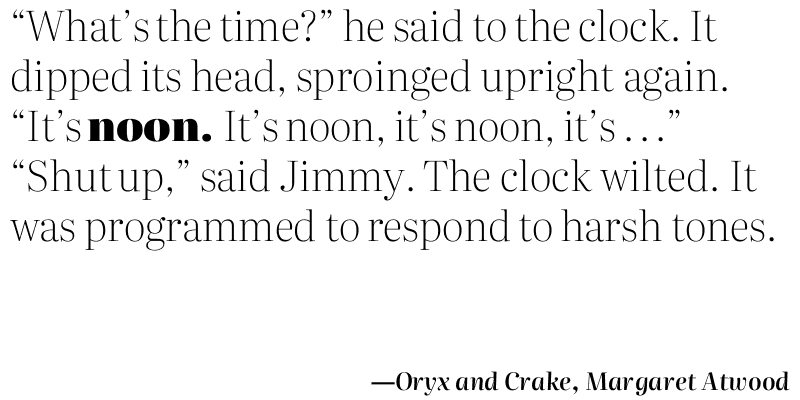 “What’s the time?” he said to the clock. It
dipped its head, sproinged upright again.
“It’s noon. It’s noon, it’s noon, it’s . . .”
“Shut up,” said Jimmy. The clock wilted. It
was programmed to respond to harsh tones.
—Oryx and Crake, Margaret Atwood